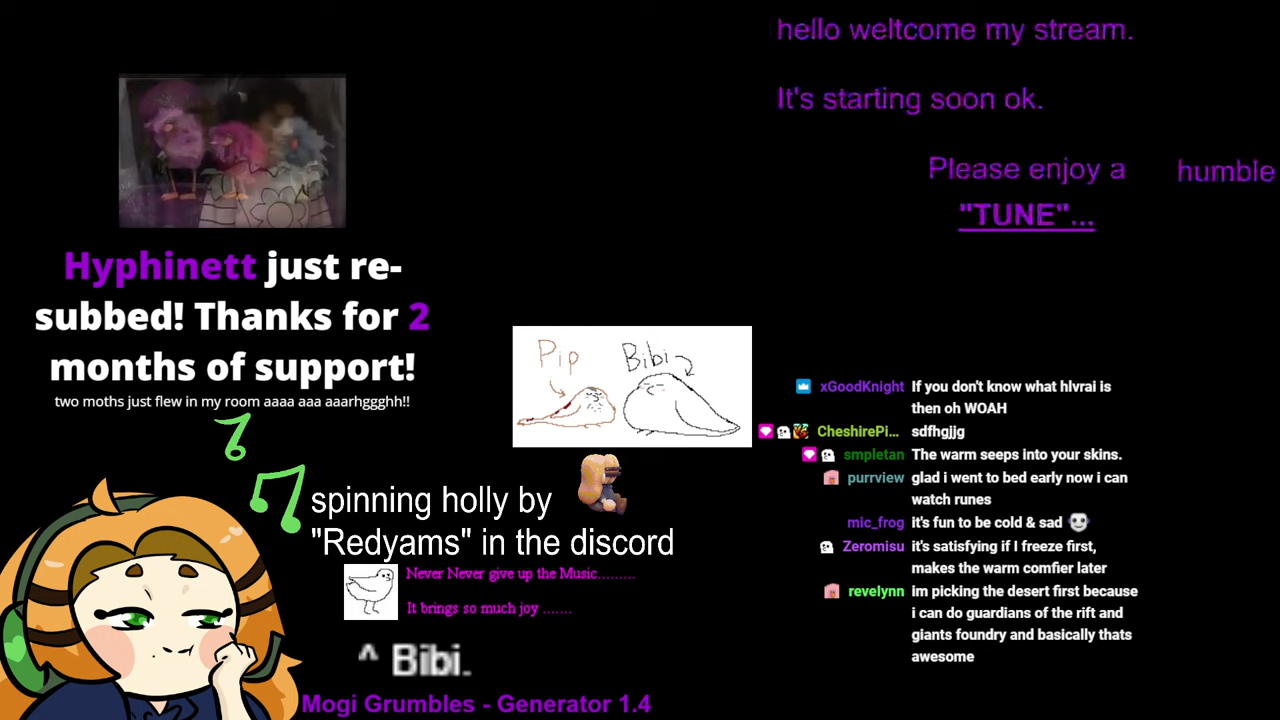 hello weltcome my stream.
It's starting soon ok.
Please enjoy a humble
"TUNE"...
Hyphinett just re-
subbed! Thanks for 2
months of support!
two moths just flew in my room aaaa aaa aaarhggghh!!
Pip Bibi
xGoodKnight If you don't know what hlvrai is
then oh WOAH
CheshirePi... sdfhgjjg
smpletan The warm seeps into your skins.
purrview glad i went to bed early now i can
watch runes
mic_frog it's fun to be cold & sad
Zeromisu it's satisfying if I freeze first,
makes the warm comfier later
revelynn im picking the desert first because
i can do guardians of the rift and
giants foundry and basically thats
awesome
spinning holly by
"Redyams" in the discord
Never Never give up the Music.........
It brings so much joy .......
^ Bibi.
Mogi Grumbles - Generator 1.4